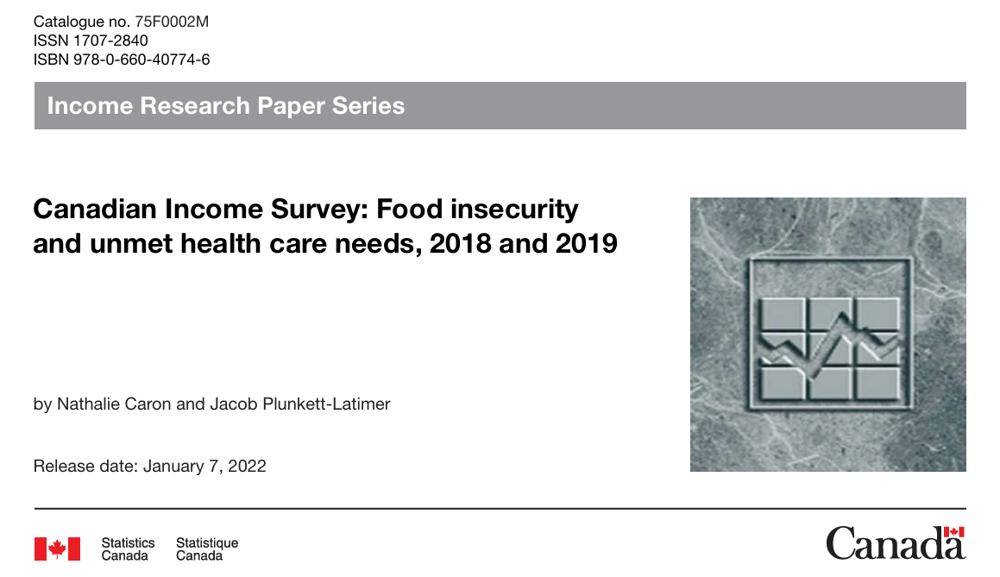 Catalogue no. 75F0002M
ISSN 1707-2840
ISBN 978-0-660-40774-6
Income Research Paper Series
Canadian Income Survey: Food insecurity
and unmet health care needs, 2018 and 2019
by Nathalie Caron and Jacob Plunkett-Latimer
Release date: January 7, 2022
Statistics Statistique
Canada Canada
Canada